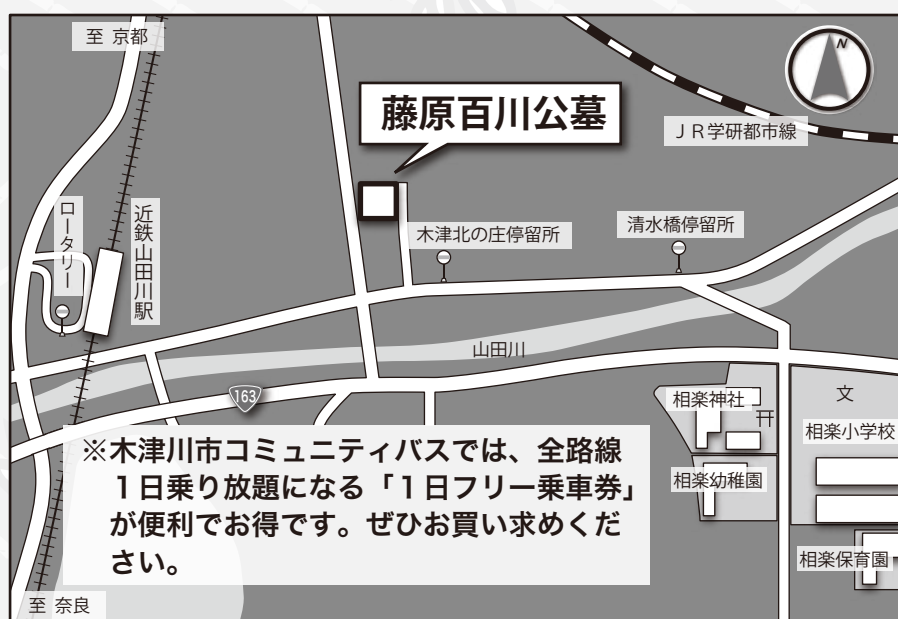 至 京都
N
藤原百川公墓
ＪＲ学研都市線
ロータリー
近鉄山田川駅
木津北の庄停留所
清水橋停留所
山田川
163
相楽神社
文
相楽小学校
相楽幼稚園
相楽保育園
※木津川市コミュニティバスでは、全路線
１日乗り放題になる「１日フリー乗車券」
が便利でお得です。ぜひお買い求めくだ
さい。
至 奈良